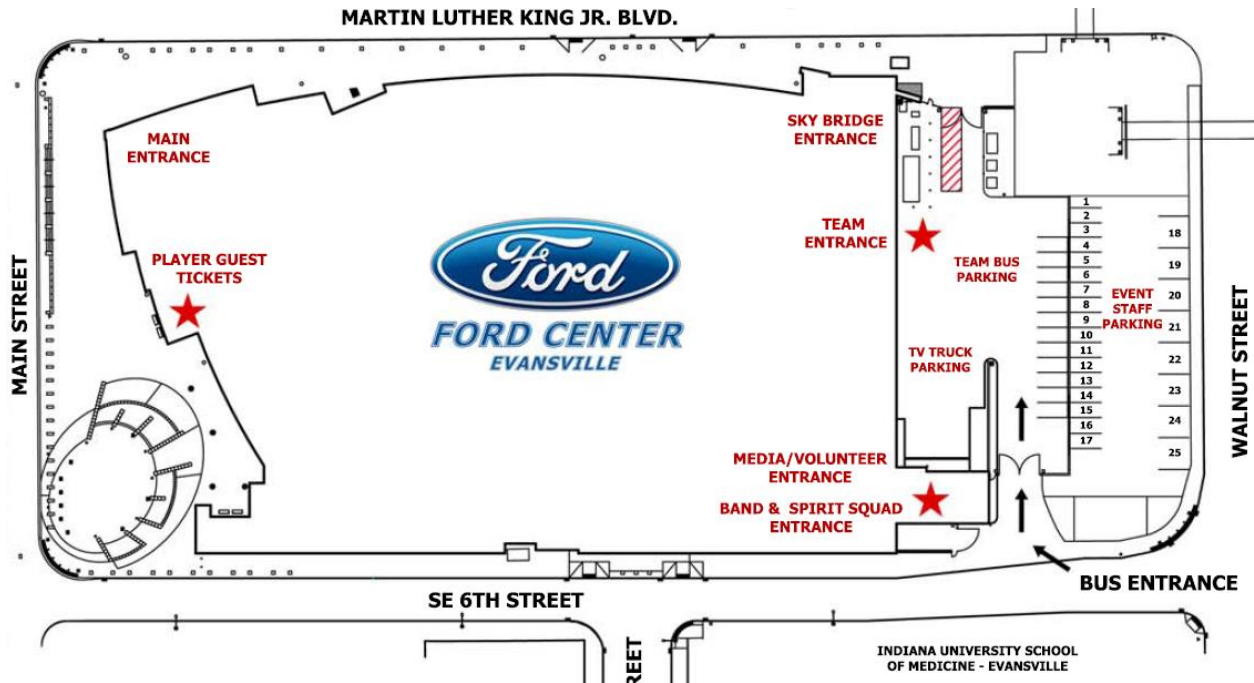 MARTIN LUTHER KING JR. BLVD.
MAIN
ENTRANCE
SKY BRIDGE
ENTRANCE
PLAYER GUEST
TICKETS
TEAM
ENTRANCE
TEAM BUS
PARKING
MAIN STREET
Ford
FORD CENTER
EVANSVILLE
TV TRUCK
PARKING
EVENT
STAFF
PARKING
1
2
3
4
5
6
7
8
9
10
11
12
13
14
15
16
17
18
19
20
21
22
23
24
25
WALNUT STREET
MEDIA/VOLUNTEER
ENTRANCE
BAND & SPIRIT SQUAD
ENTRANCE
BUS ENTRANCE
SE 6TH STREET
INDIANA UNIVERSITY SCHOOL
OF MEDICINE - EVANSVILLE